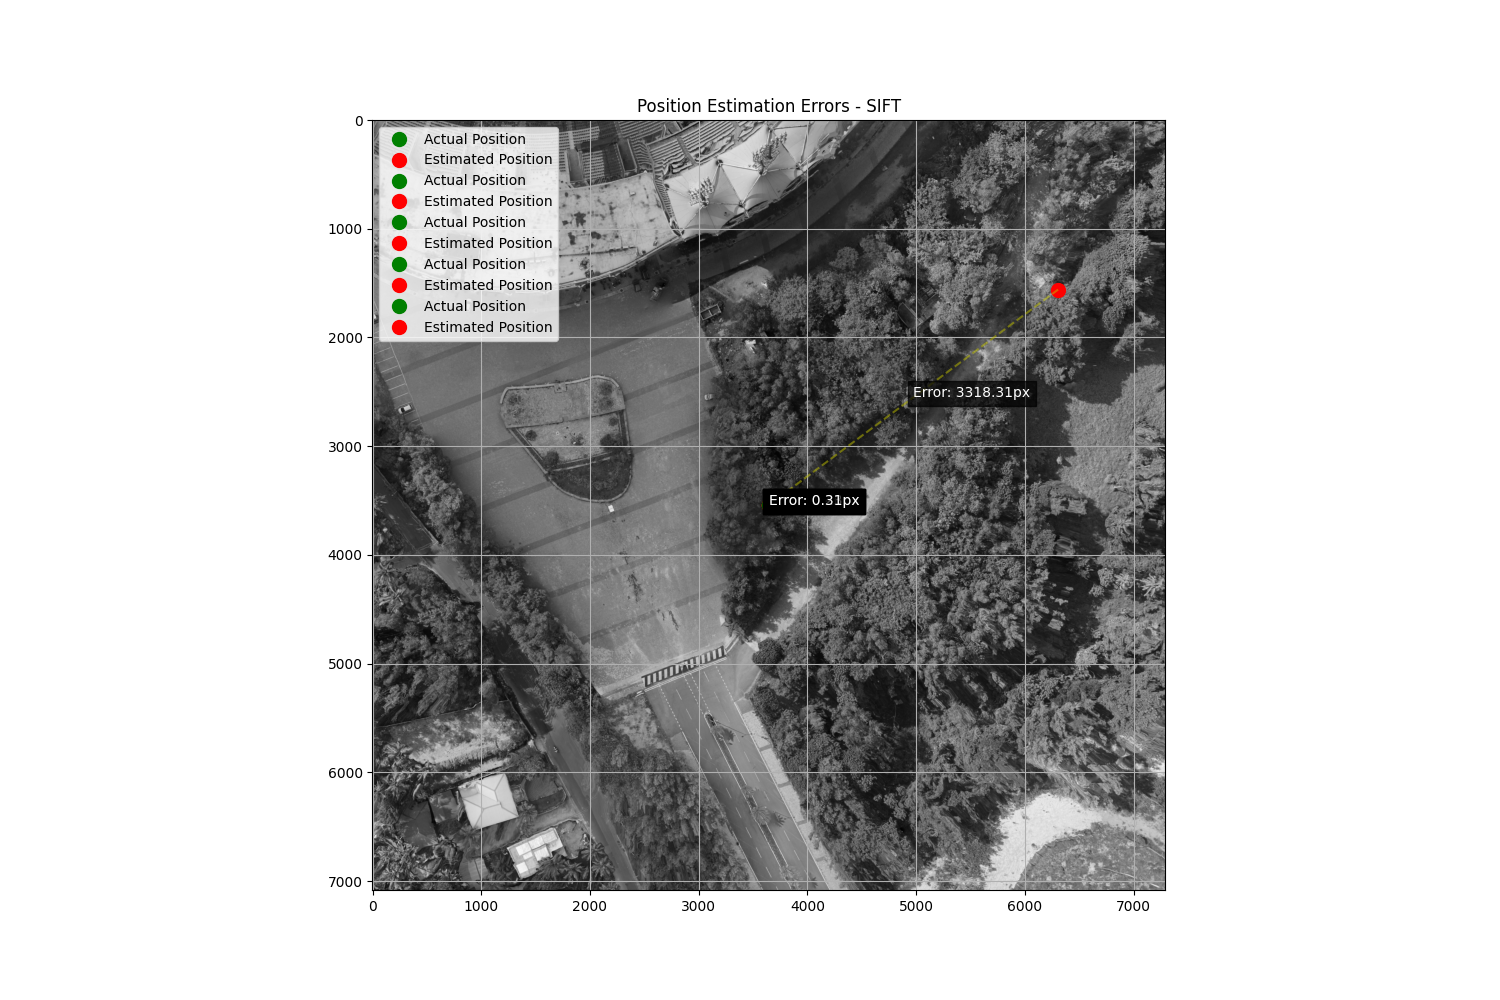 Position Estimation Errors - SIFT
Actual Position
Estimated Position
Actual Position
Estimated Position
Actual Position
Estimated Position
Actual Position
Estimated Position
Actual Position
Estimated Position
Error: 3318.31px
Error: 0.31px
0
1000
2000
3000
4000
5000
6000
7000
0 1000 2000 3000 4000 5000 6000 7000